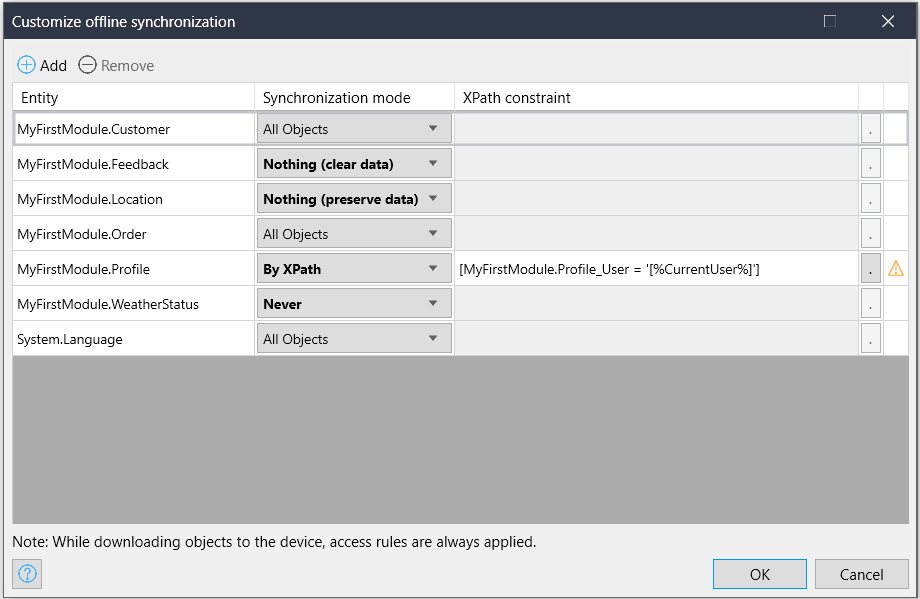 Customize offline synchronization
Add Remove
Entity Synchronization mode XPath constraint
MyFirstModule.Customer All Objects .
MyFirstModule.Feedback Nothing (clear data) .
MyFirstModule.Location Nothing (preserve data) .
MyFirstModule.Order All Objects .
MyFirstModule.Profile By XPath [MyFirstModule.Profile_User = '[%CurrentUser%]'] .
MyFirstModule.WeatherStatus Never .
System.Language All Objects .
Note: While downloading objects to the device, access rules are always applied.
? OK Cancel